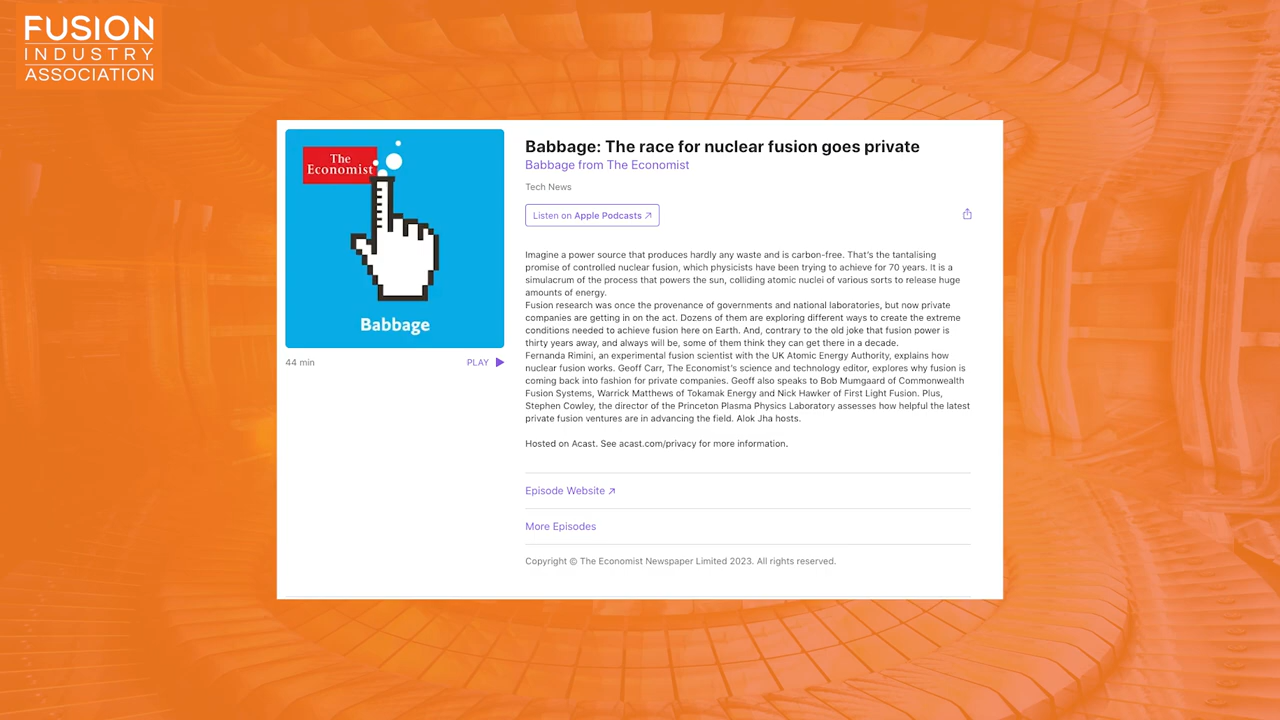 FUSION
INDUSTRY
ASSOCIATION
The
Economist
Babbage
44 min
PLAY
Babbage: The race for nuclear fusion goes private
Babbage from The Economist
Tech News
Listen on Apple Podcasts ↗
Imagine a power source that produces hardly any waste and is carbon-free. That's the tantalising
promise of controlled nuclear fusion, which physicists have been trying to achieve for 70 years. It is a
simulacrum of the process that powers the sun, colliding atomic nuclei of various sorts to release huge
amounts of energy.
Fusion research was once the provenance of governments and national laboratories, but now private
companies are getting in on the act. Dozens of them are exploring different ways to create the extreme
conditions needed to achieve fusion here on Earth. And, contrary to the old joke that fusion power is
thirty years away, and always will be, some of them think they can get there in a decade.
Fernanda Rimini, an experimental fusion scientist with the UK Atomic Energy Authority, explains how
nuclear fusion works. Geoff Carr, The Economist's science and technology editor, explores why fusion is
coming back into fashion for private companies. Geoff also speaks to Bob Mumgaard of Commonwealth
Fusion Systems, Warrick Matthews of Tokamak Energy and Nick Hawker of First Light Fusion. Plus,
Stephen Cowley, the director of the Princeton Plasma Physics Laboratory assesses how helpful the latest
private fusion ventures are in advancing the field. Alok Jha hosts.
Hosted on Acast. See acast.com/privacy for more information.
Episode Website ↗
More Episodes
Copyright © The Economist Newspaper Limited 2023. All rights reserved.